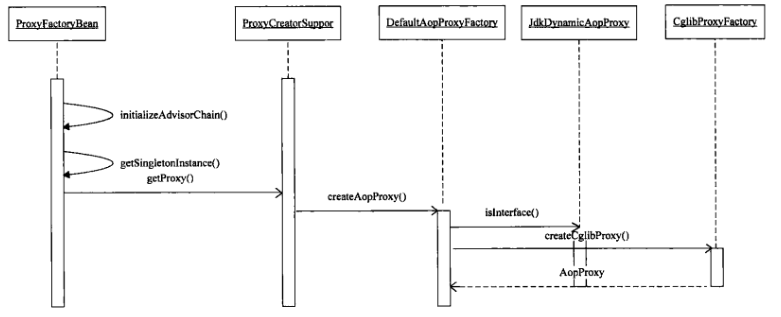 ProxyFactoryBean
ProxyCreatorSuppor
DefaultAopProxyFactory
JdkDynamicAopProxy
CglibProxyFactory
initializeAdvisorChain()
getSingletonInstance()
getProxy()
createAopProxy()
isInterface()
createCglibProxy()
AopProxy